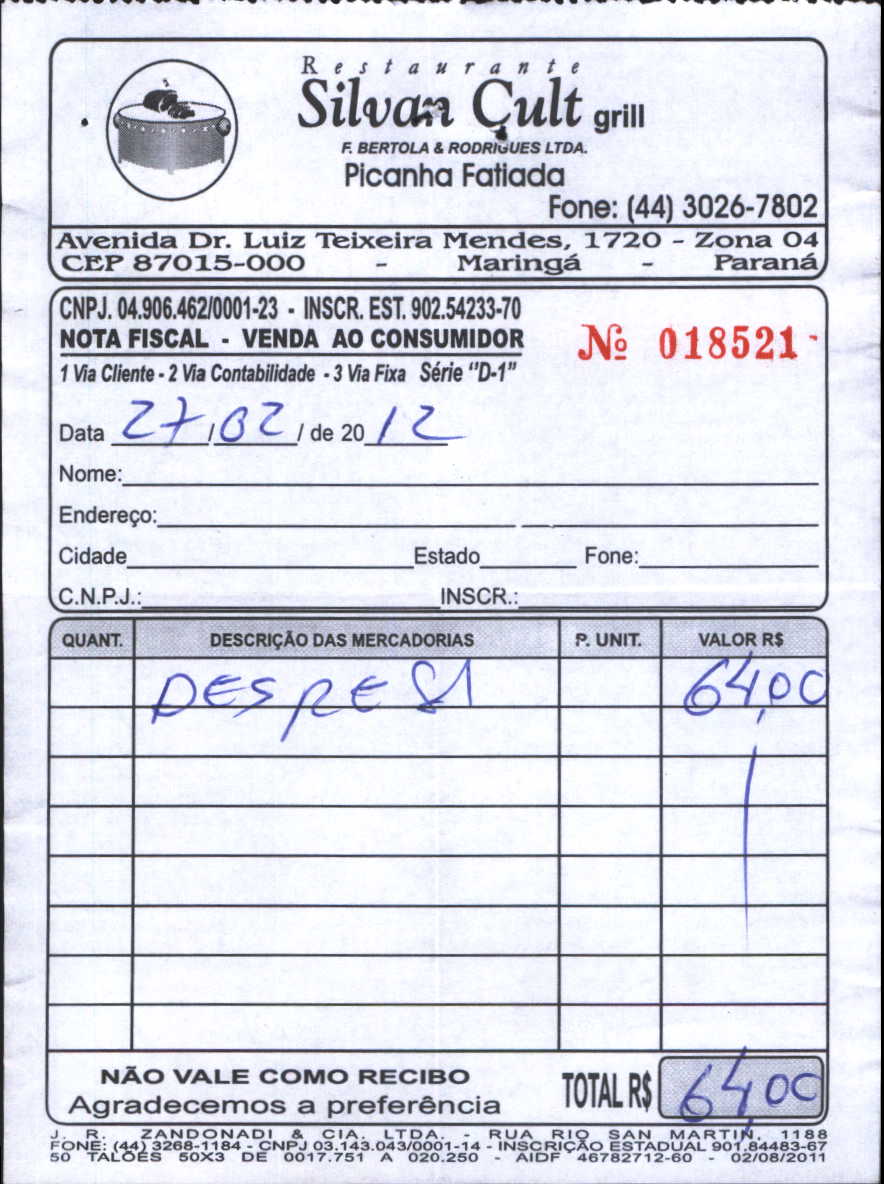 Restaurante
Silvan Çult grill
F. BERTOLA & RODRIGUES LTDA.
Picanha Fatiada
Fone: (44) 3026-7802
Avenida Dr. Luiz Teixeira Mendes, 1720 - Zona 04
CEP 87015-000 - Maringá - Paraná
CNPJ. 04.906.462/0001-23 - INSCR. EST. 902.54233-70
NOTA FISCAL - VENDA AO CONSUMIDOR
Nº 018521
1 Via Cliente - 2 Via Contabilidade - 3 Via Fixa Série "D-1"
Data 27/02/ de 2012
Nome:
Endereço:
Cidade Estado Fone:
C.N.P.J.: INSCR.:
QUANT. DESCRIÇÃO DAS MERCADORIAS P. UNIT. VALOR R$
64,00
NÃO VALE COMO RECIBO
Agradecemos a preferência
TOTAL R$ 64,00
J. R. ZANDONADI & CIA. LTDA. - RUA RIO SAN MARTIN, 1188
FONE: (44) 3268-1184 - CNPJ 03.143.043/0001-14 - INSCRIÇÃO ESTADUAL 901.84483-67
50 TALÕES 50X3 DE 0017.751 A 020.250 - AIDF 46782712-60 - 02/08/2011